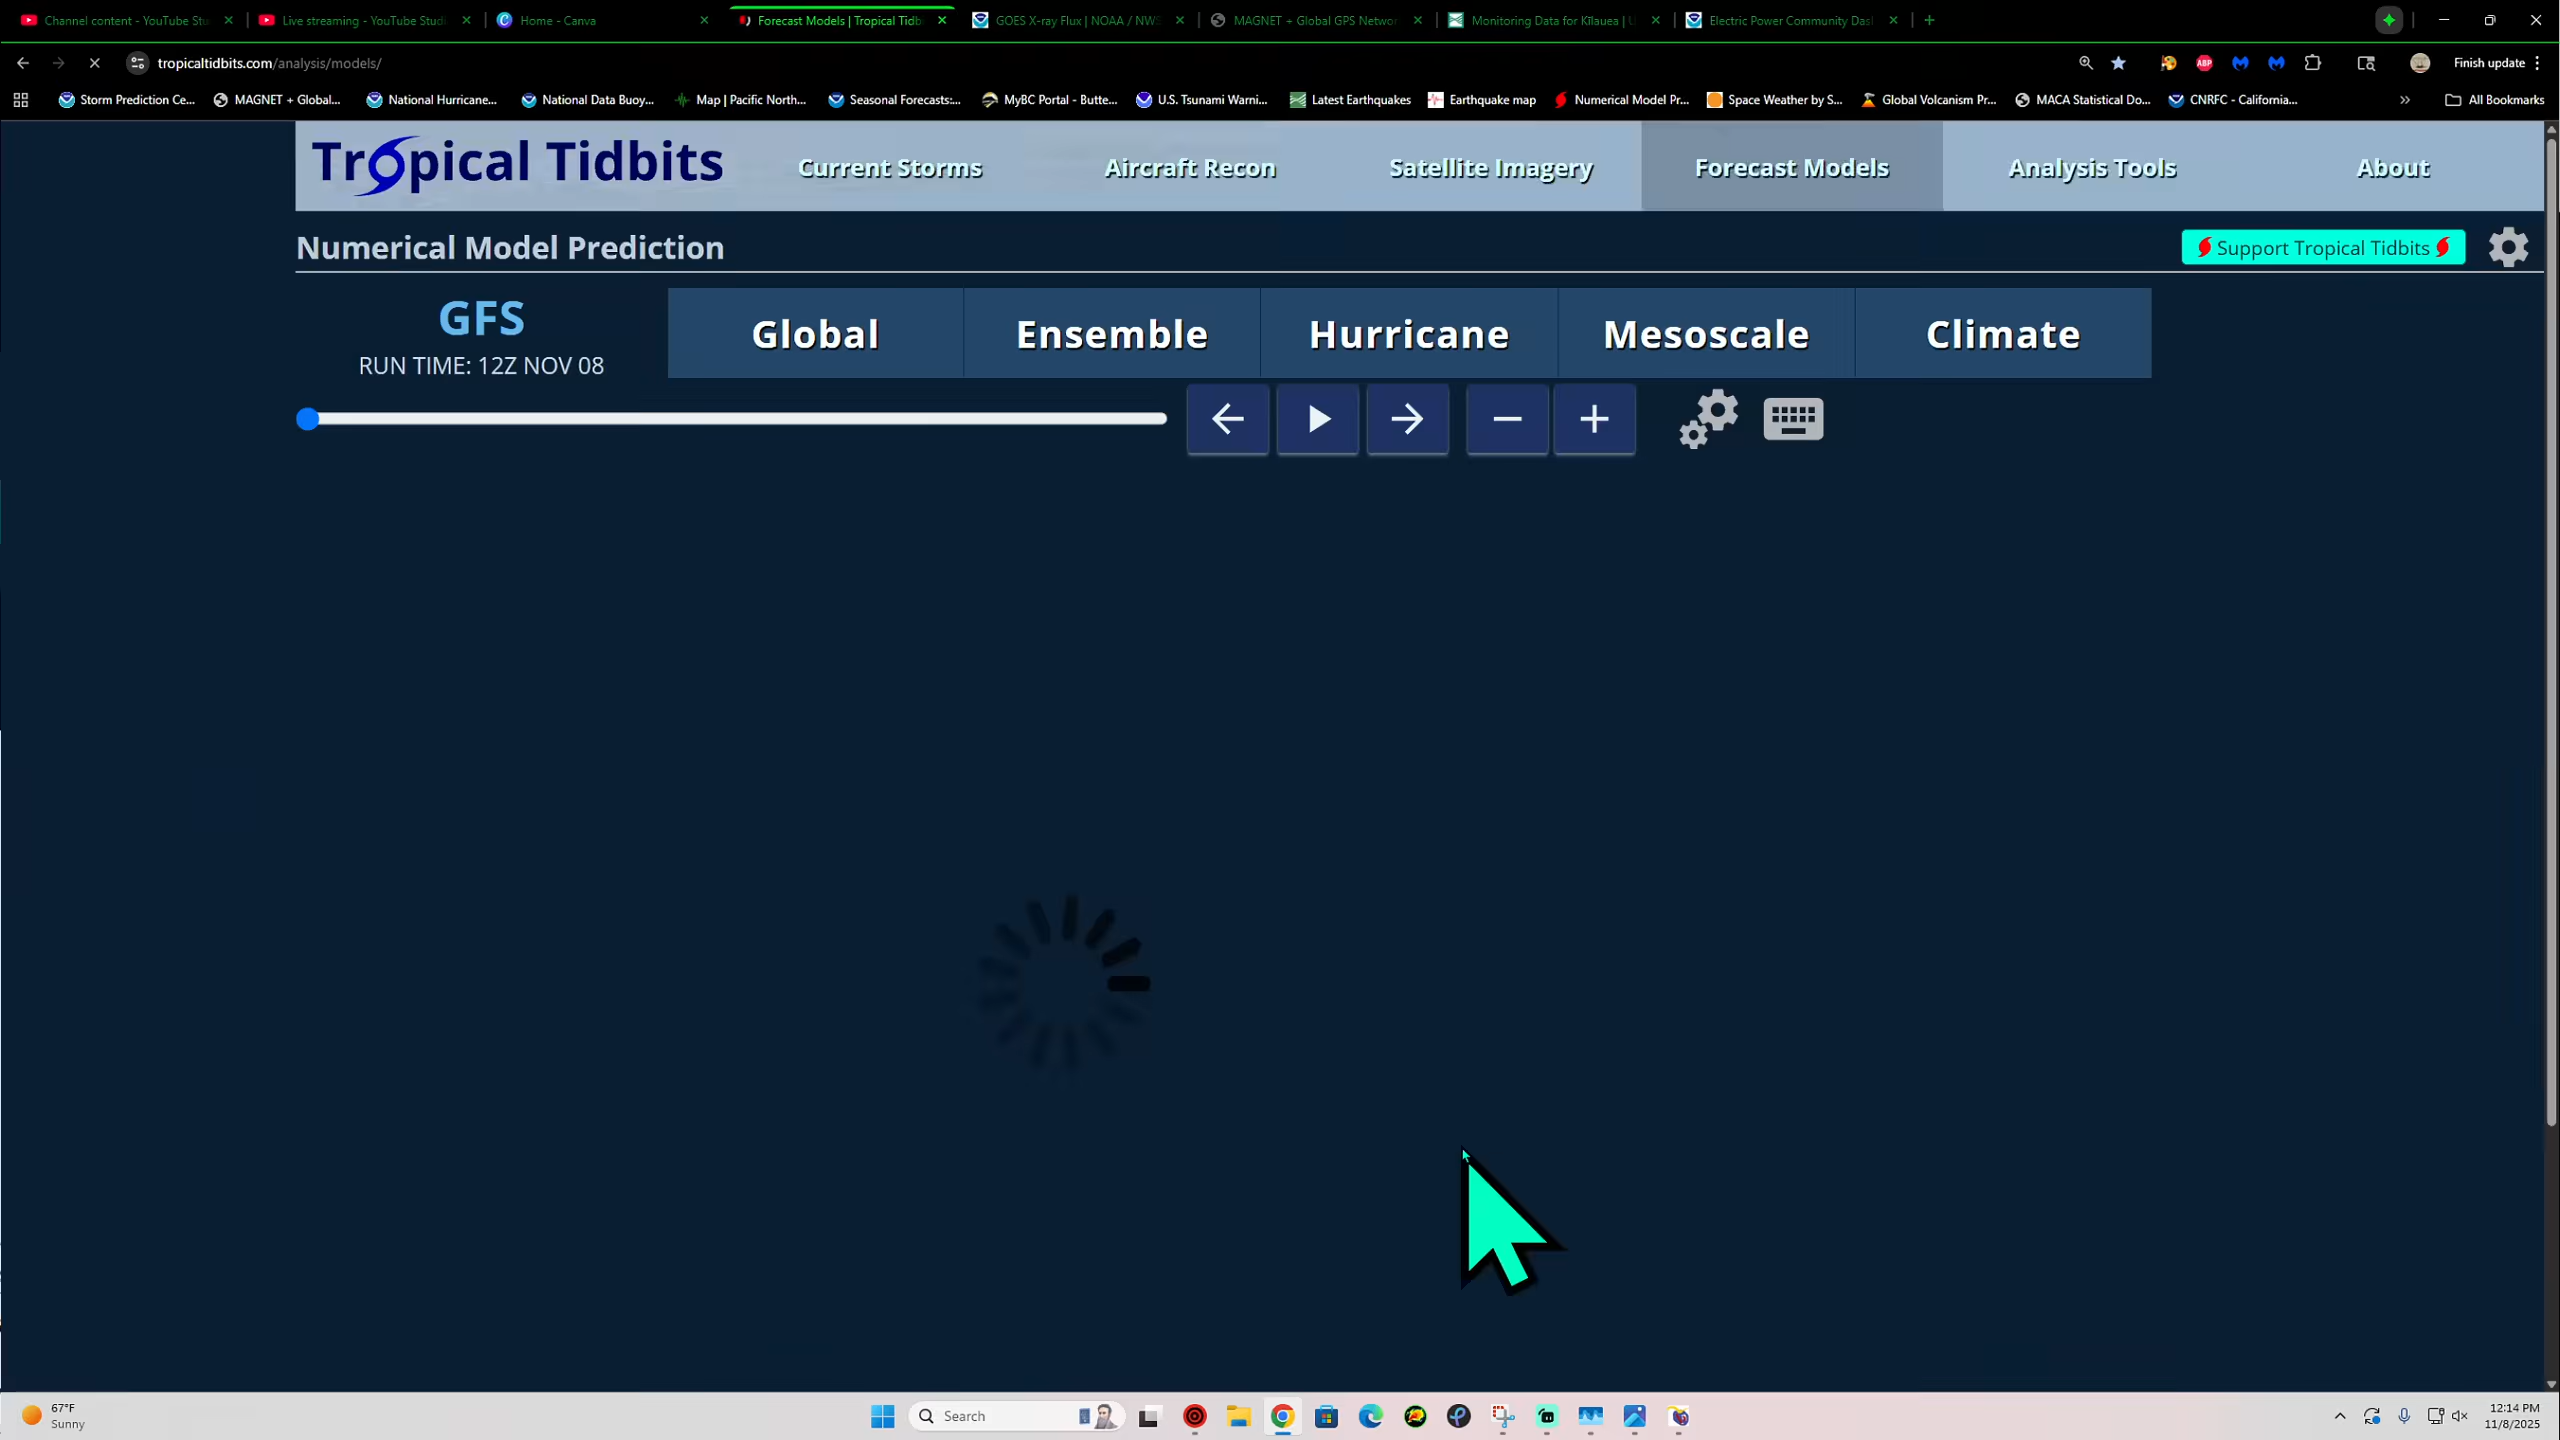 Channel content - YouTube Stu
Live streaming - YouTube Studi
Home - Canva
Forecast Models | Tropical Tidb
GOES X-ray Flux | NOAA / NWS
MAGNET + Global GPS Networ
Monitoring Data for Kīlauea | U
Electric Power Community Das
tropicaltidbits.com/analysis/models/
ABP
Finish update
Storm Prediction Ce...
MAGNET + Global...
National Hurricane...
National Data Buoy...
Map | Pacific North...
Seasonal Forecasts:...
MyBC Portal - Butte...
U.S. Tsunami Warni...
Latest Earthquakes
Earthquake map
Numerical Model Pr...
Space Weather by S...
Global Volcanism Pr...
MACA Statistical Do...
CNRFC - California...
All Bookmarks
Tropical Tidbits
Current Storms
Aircraft Recon
Satellite Imagery
Forecast Models
Analysis Tools
About
Numerical Model Prediction
Support Tropical Tidbits
GFS
RUN TIME: 12Z NOV 08
Global
Ensemble
Hurricane
Mesoscale
Climate
67°F
Sunny
Search
12:14 PM
11/8/2025